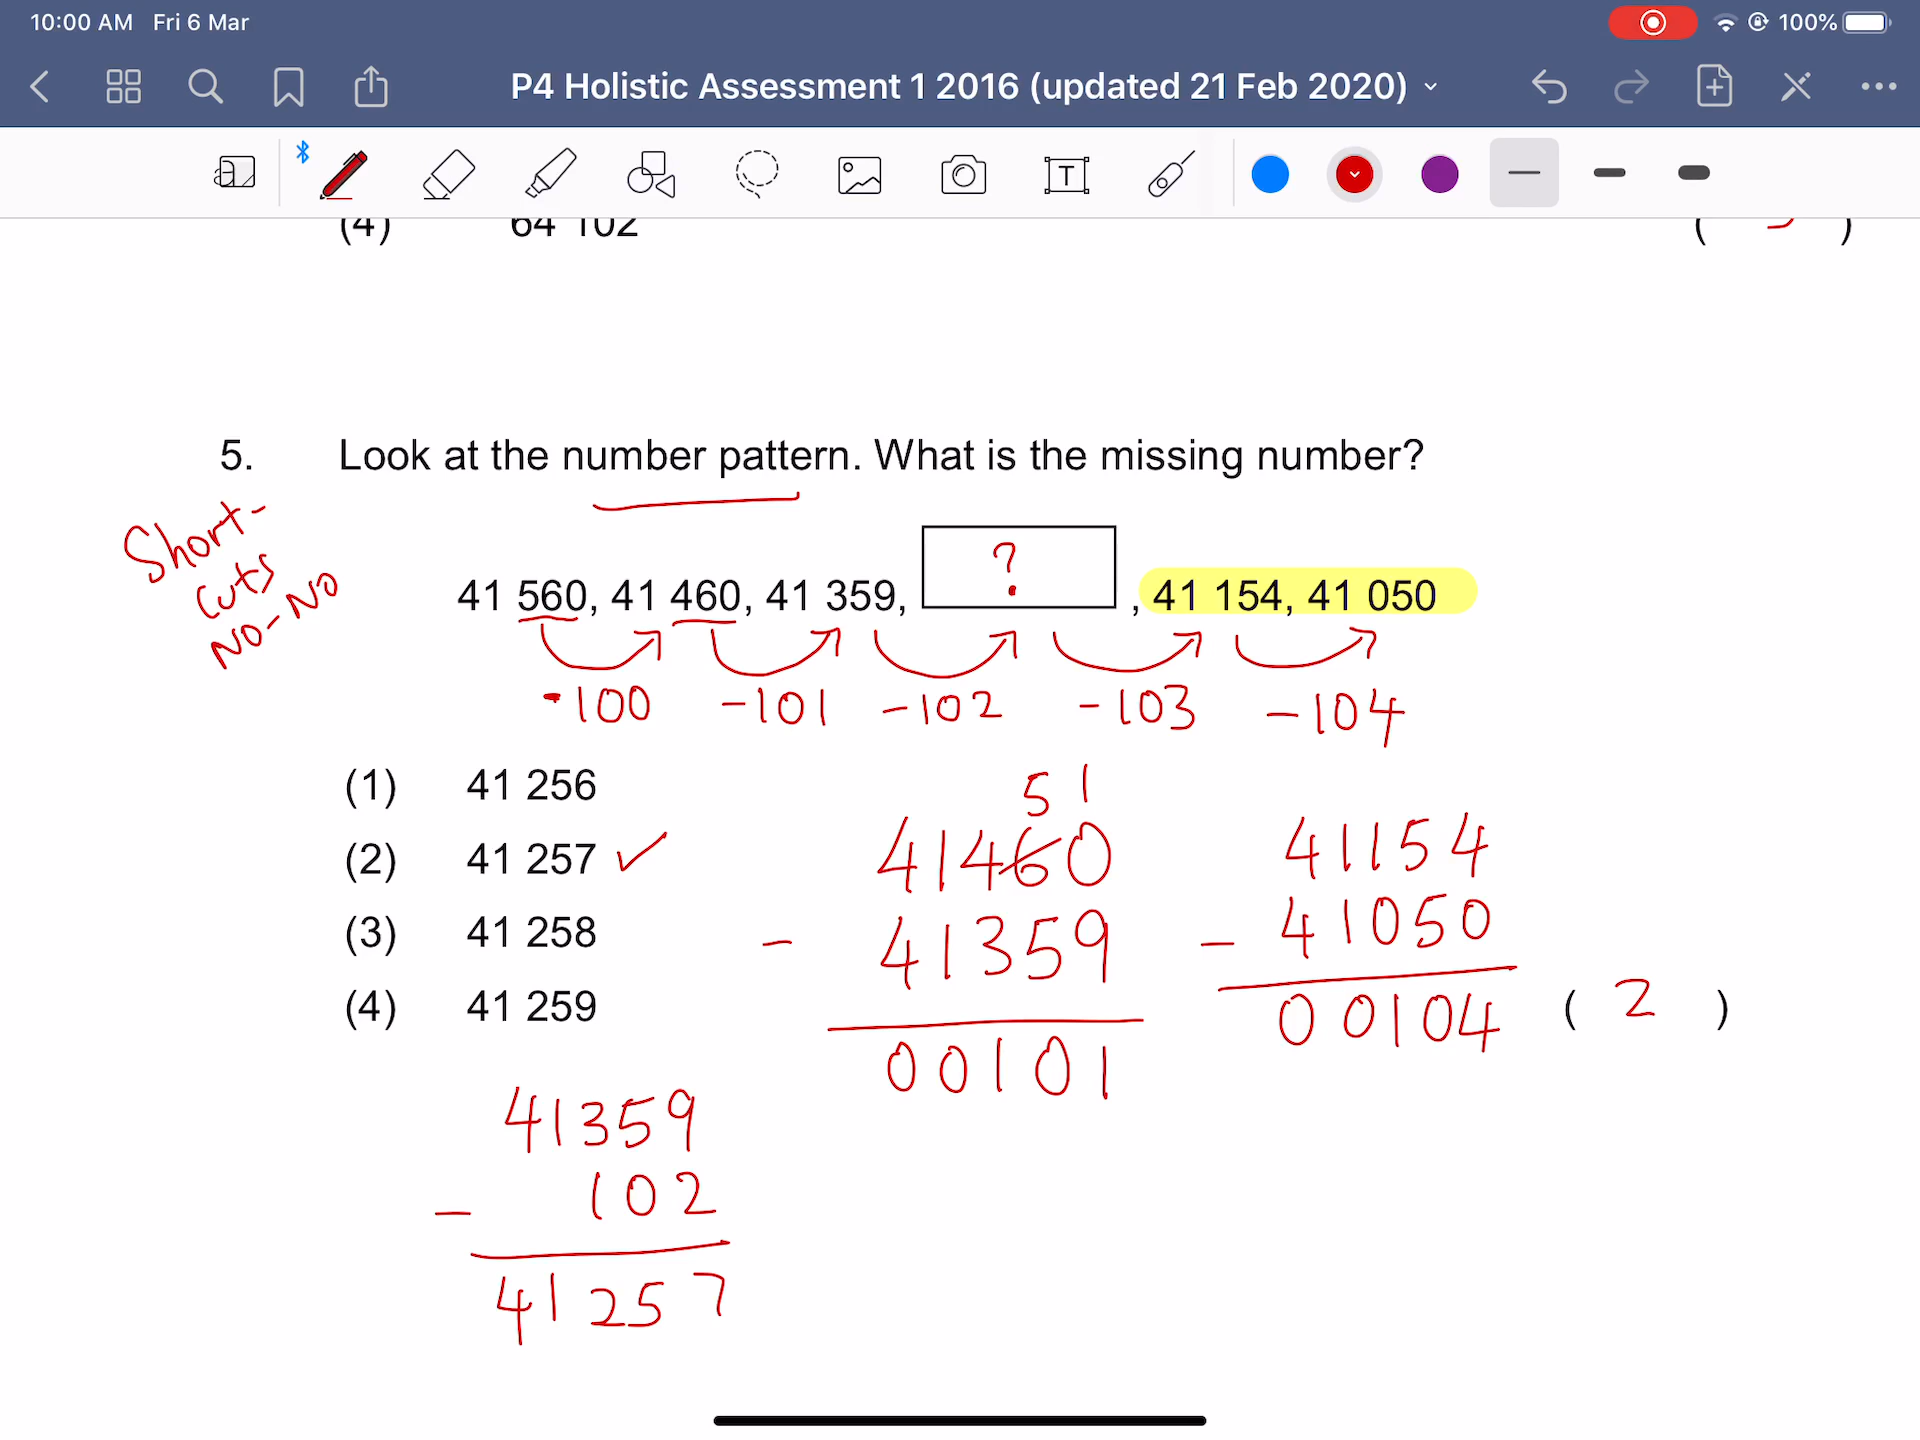 10:00 AM Fri 6 Mar
100%
P4 Holistic Assessment 1 2016 (updated 21 Feb 2020)
T
(4) 64 102 ( )
5. Look at the number pattern. What is the missing number?
Short-
cuts
No-No
41 560, 41 460, 41 359, ? , 41 154, 41 050
-100 -101 -102 -103 -104
(1) 41 256
(2) 41 257 ✓
(3) 41 258
(4) 41 259
5 1
41460
- 41359
00101
41154
- 41050
00104
( 2 )
41359
- 102
41257